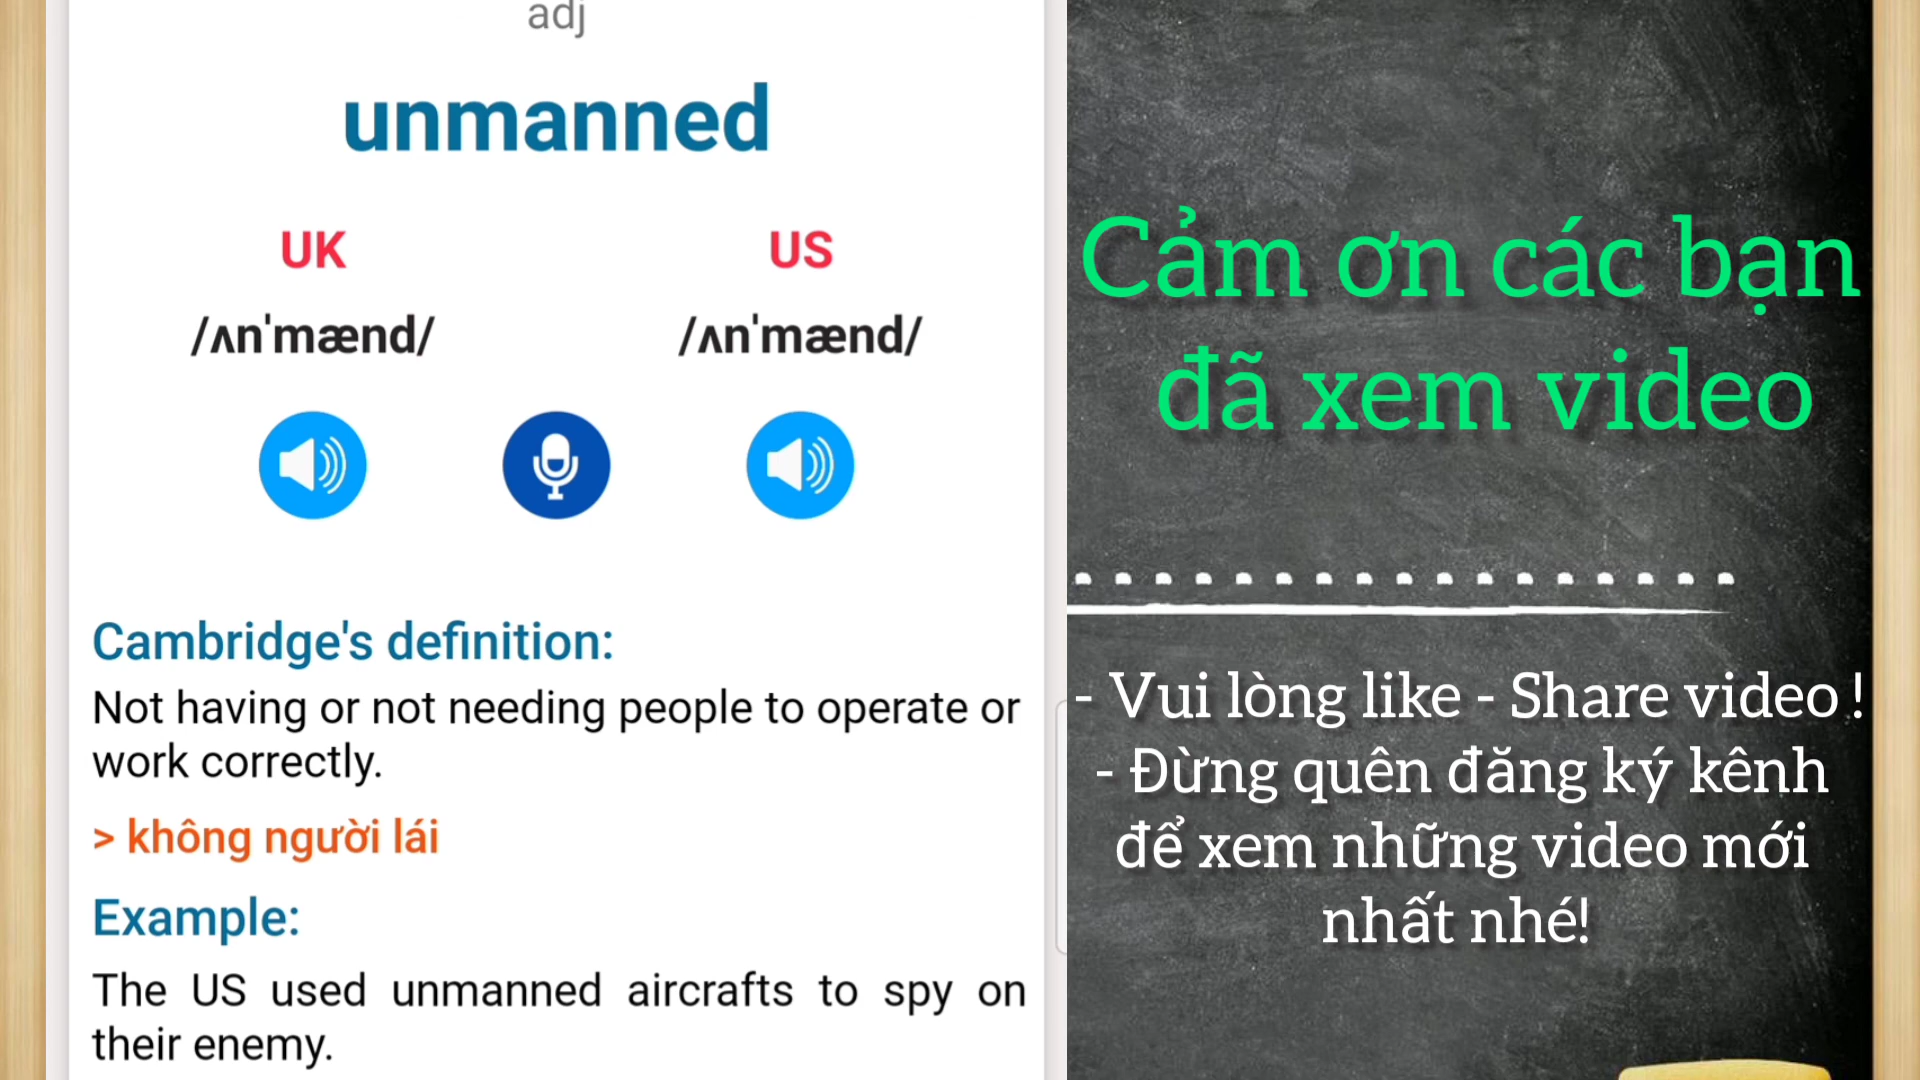 adj
unmanned
UK
US
/ʌnˈmænd/
/ʌnˈmænd/
Cambridge's definition:
Not having or not needing people to operate or
work correctly.
> không người lái
Example:
The US used unmanned aircrafts to spy on
their enemy.
Cảm ơn các bạn
đã xem video
- Vui lòng like - Share video !
- Đừng quên đăng ký kênh
để xem những video mới
nhất nhé!